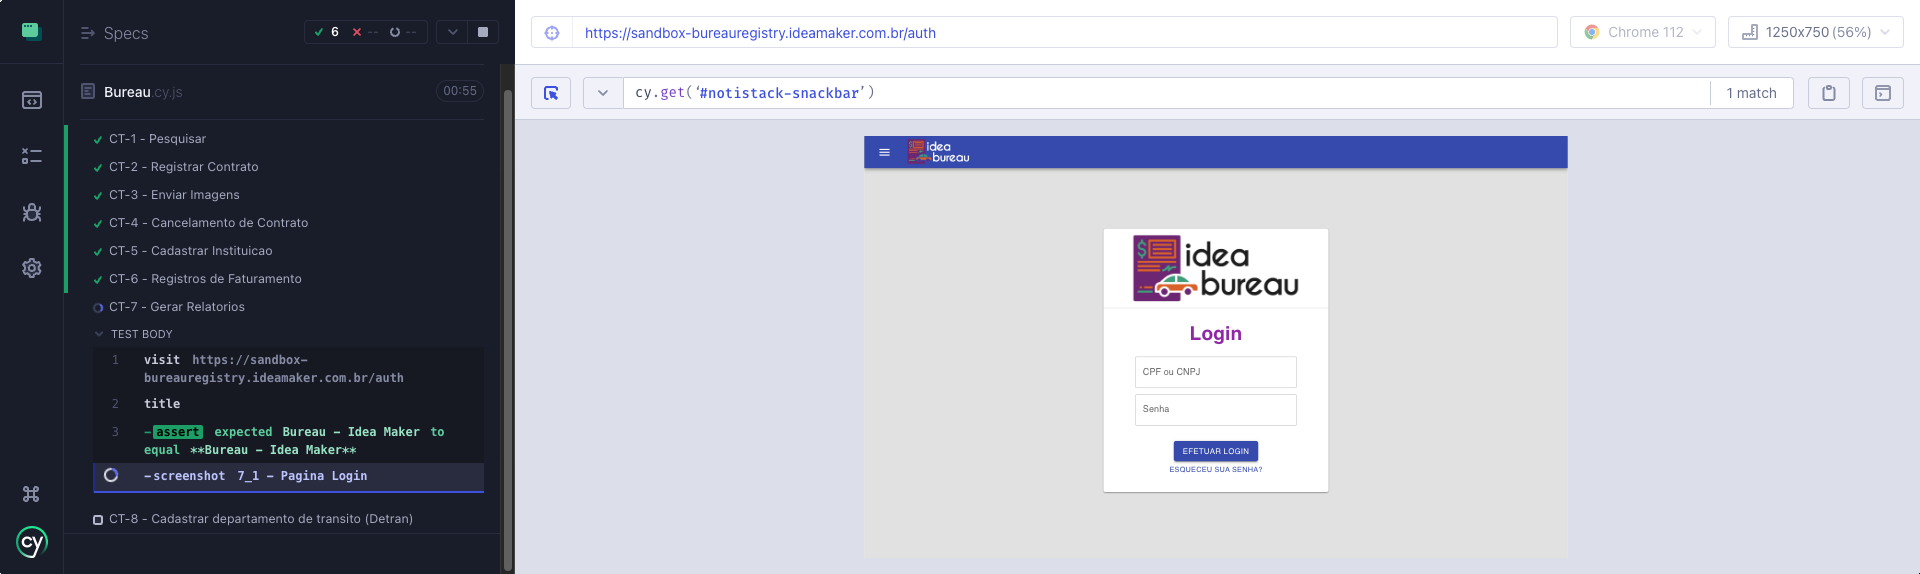 Specs
6 -- --
Bureau.cy.js 00:55
CT-1 - Pesquisar
CT-2 - Registrar Contrato
CT-3 - Enviar Imagens
CT-4 - Cancelamento de Contrato
CT-5 - Cadastrar Instituicao
CT-6 - Registros de Faturamento
CT-7 - Gerar Relatorios
TEST BODY
1 visit https://sandbox-
bureauregistry.ideamaker.com.br/auth
2 title
3 -assert expected Bureau - Idea Maker to
equal **Bureau - Idea Maker**
-screenshot 7_1 - Pagina Login
CT-8 - Cadastrar departamento de transito (Detran)
cy
https://sandbox-bureauregistry.ideamaker.com.br/auth
Chrome 112
1250x750 (56%)
cy.get('#notistack-snackbar')
1 match
idea
bureau
idea
bureau
Login
CPF ou CNPJ
Senha
EFETUAR LOGIN
ESQUECEU SUA SENHA?